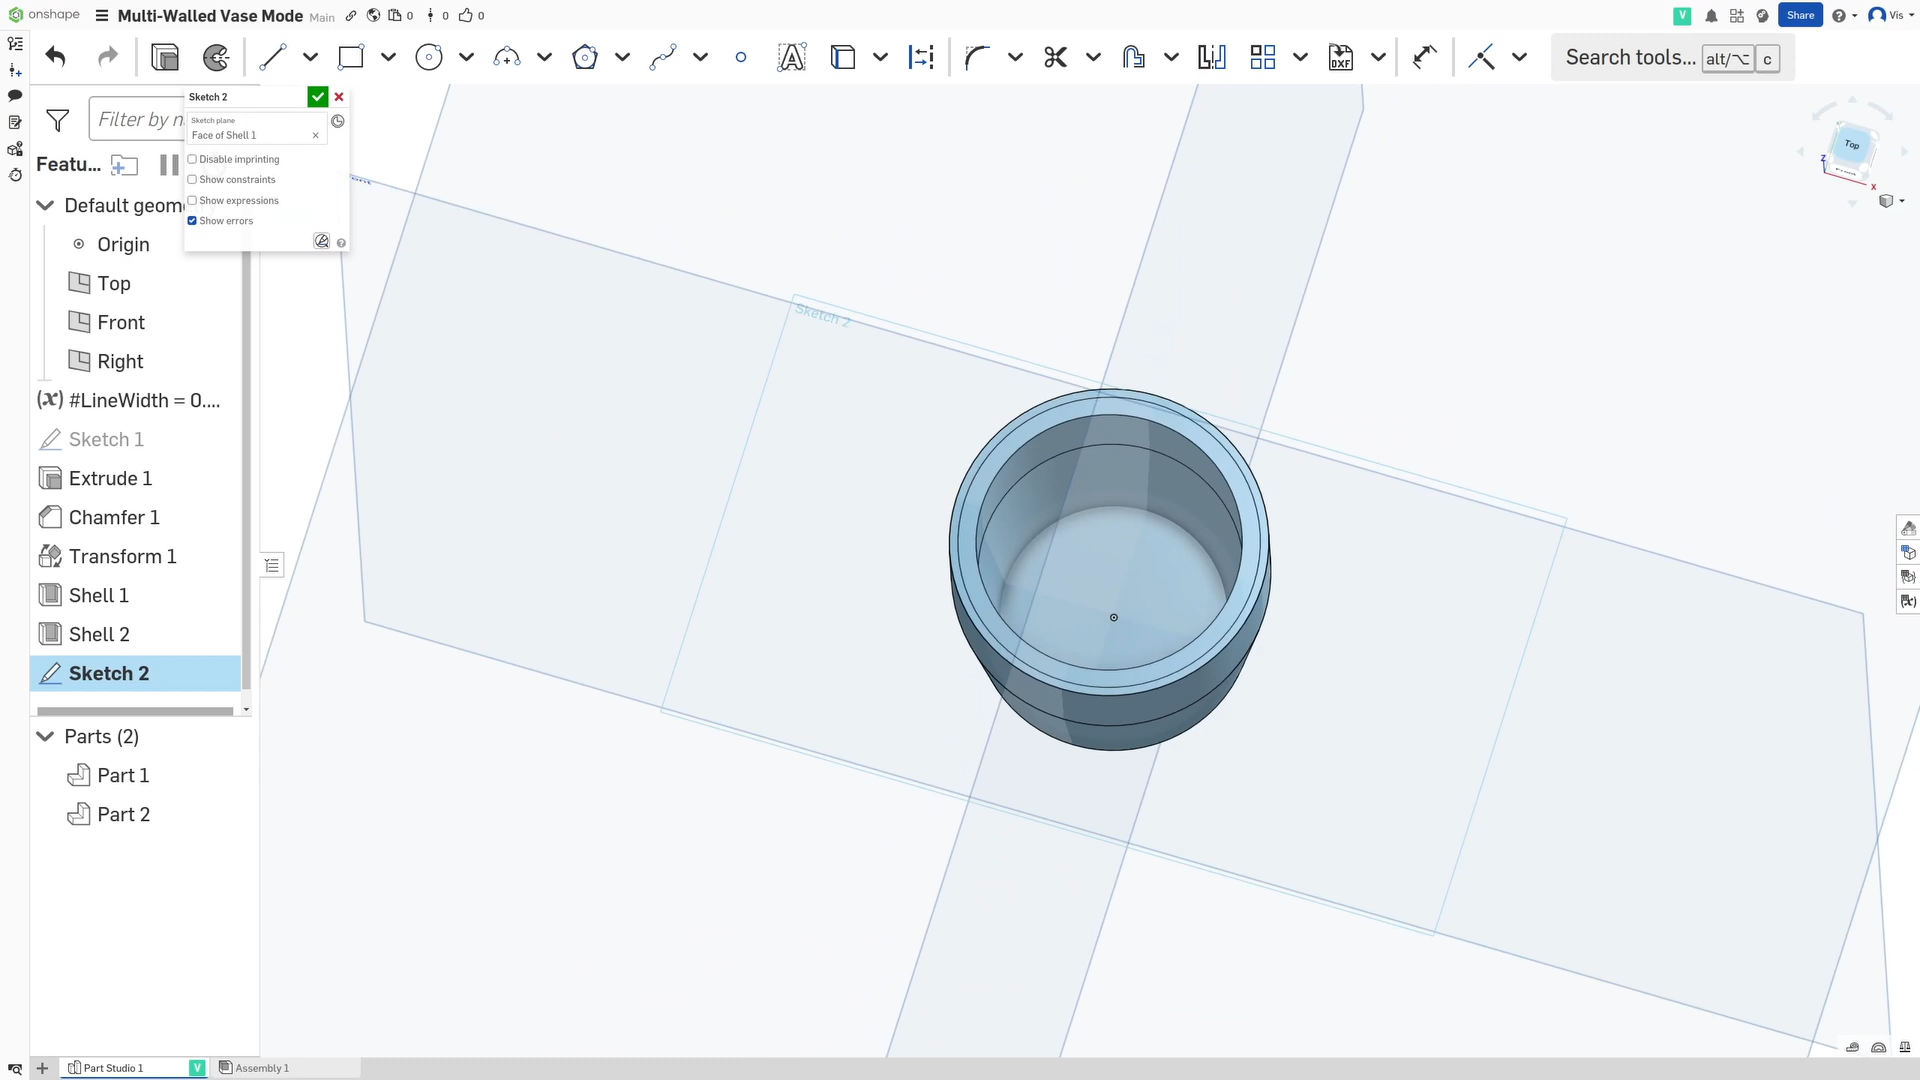 onshape
Multi-Walled Vase Mode
Main
0
0
0
V
Share
Vis
Search tools...
alt/⌥
c
DXF
Sketch 2
Sketch plane
Face of Shell 1
Disable imprinting
Show constraints
Show expressions
Show errors
Filter by n
Featu...
Default geom
Origin
Top
Front
Right
(x) #LineWidth = 0....
Sketch 1
Extrude 1
Chamfer 1
Transform 1
Shell 1
Shell 2
Sketch 2
Parts (2)
Part 1
Part 2
Sketch 2
Top
Z
X
Part Studio 1
V
Assembly 1